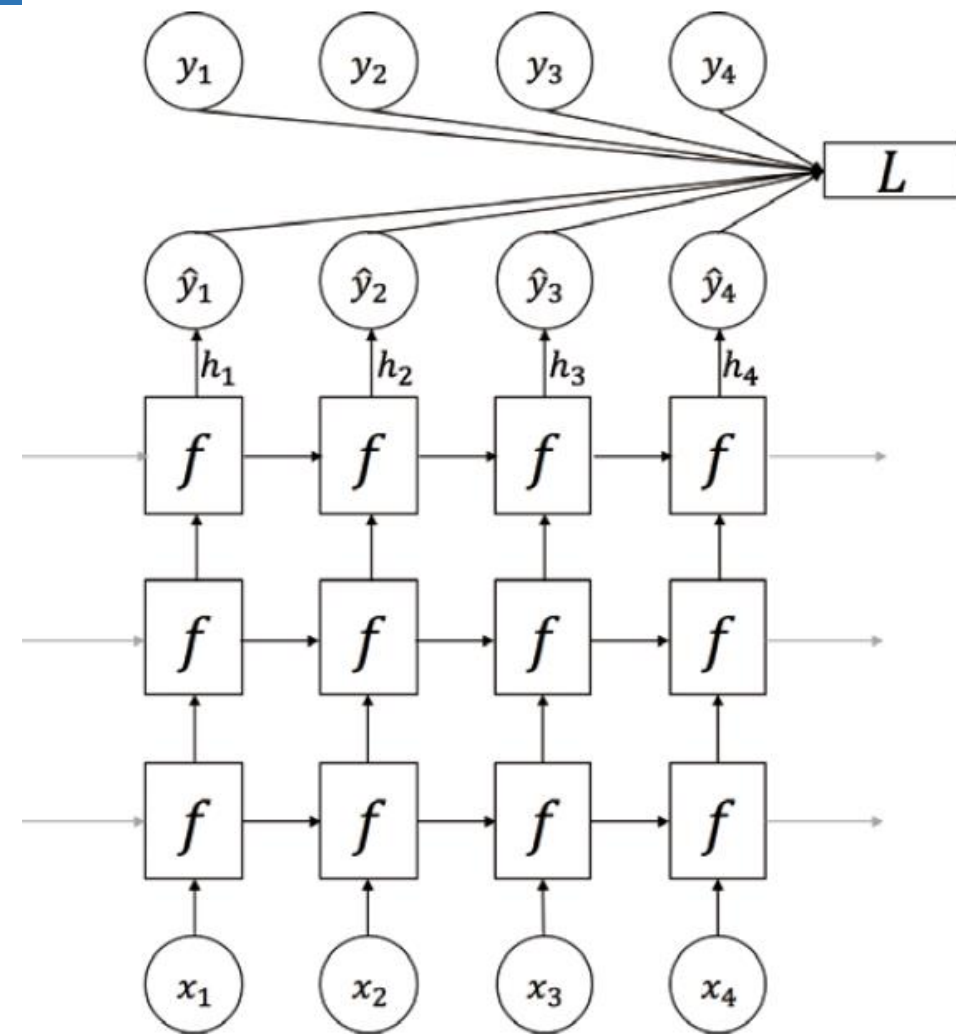 y₁ y₂ y₃ y₄
L
ŷ₁ ŷ₂ ŷ₃ ŷ₄
h₁ h₂ h₃ h₄
f f f f
f f f f
f f f f
x₁ x₂ x₃ x₄